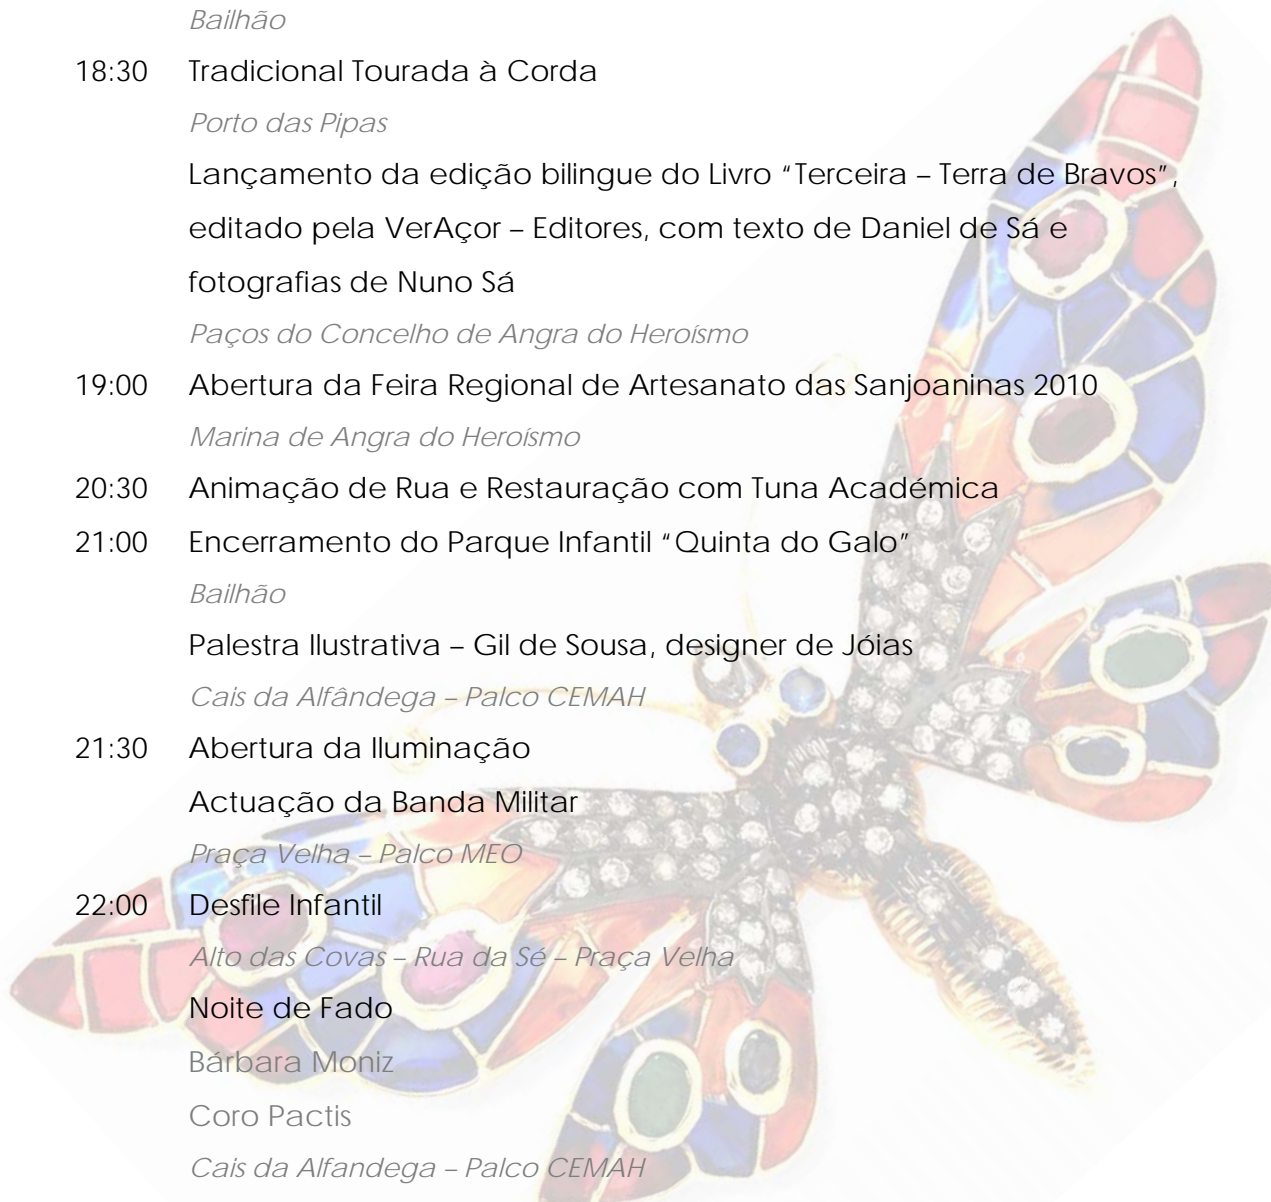 Bailhão
18:30 Tradicional Tourada à Corda
Porto das Pipas
Lançamento da edição bilingue do Livro “Terceira – Terra de Bravos”,
editado pela VerAçor – Editores, com texto de Daniel de Sá e
fotografias de Nuno Sá
Paços do Concelho de Angra do Heroísmo
19:00 Abertura da Feira Regional de Artesanato das Sanjoaninas 2010
Marina de Angra do Heroísmo
20:30 Animação de Rua e Restauração com Tuna Académica
21:00 Encerramento do Parque Infantil “Quinta do Galo”
Bailhão
Palestra Ilustrativa – Gil de Sousa, designer de Jóias
Cais da Alfândega – Palco CEMAH
21:30 Abertura da Iluminação
Actuação da Banda Militar
Praça Velha – Palco MEO
22:00 Desfile Infantil
Alto das Covas – Rua da Sé – Praça Velha
Noite de Fado
Bárbara Moniz
Coro Pactis
Cais da Alfandega – Palco CEMAH